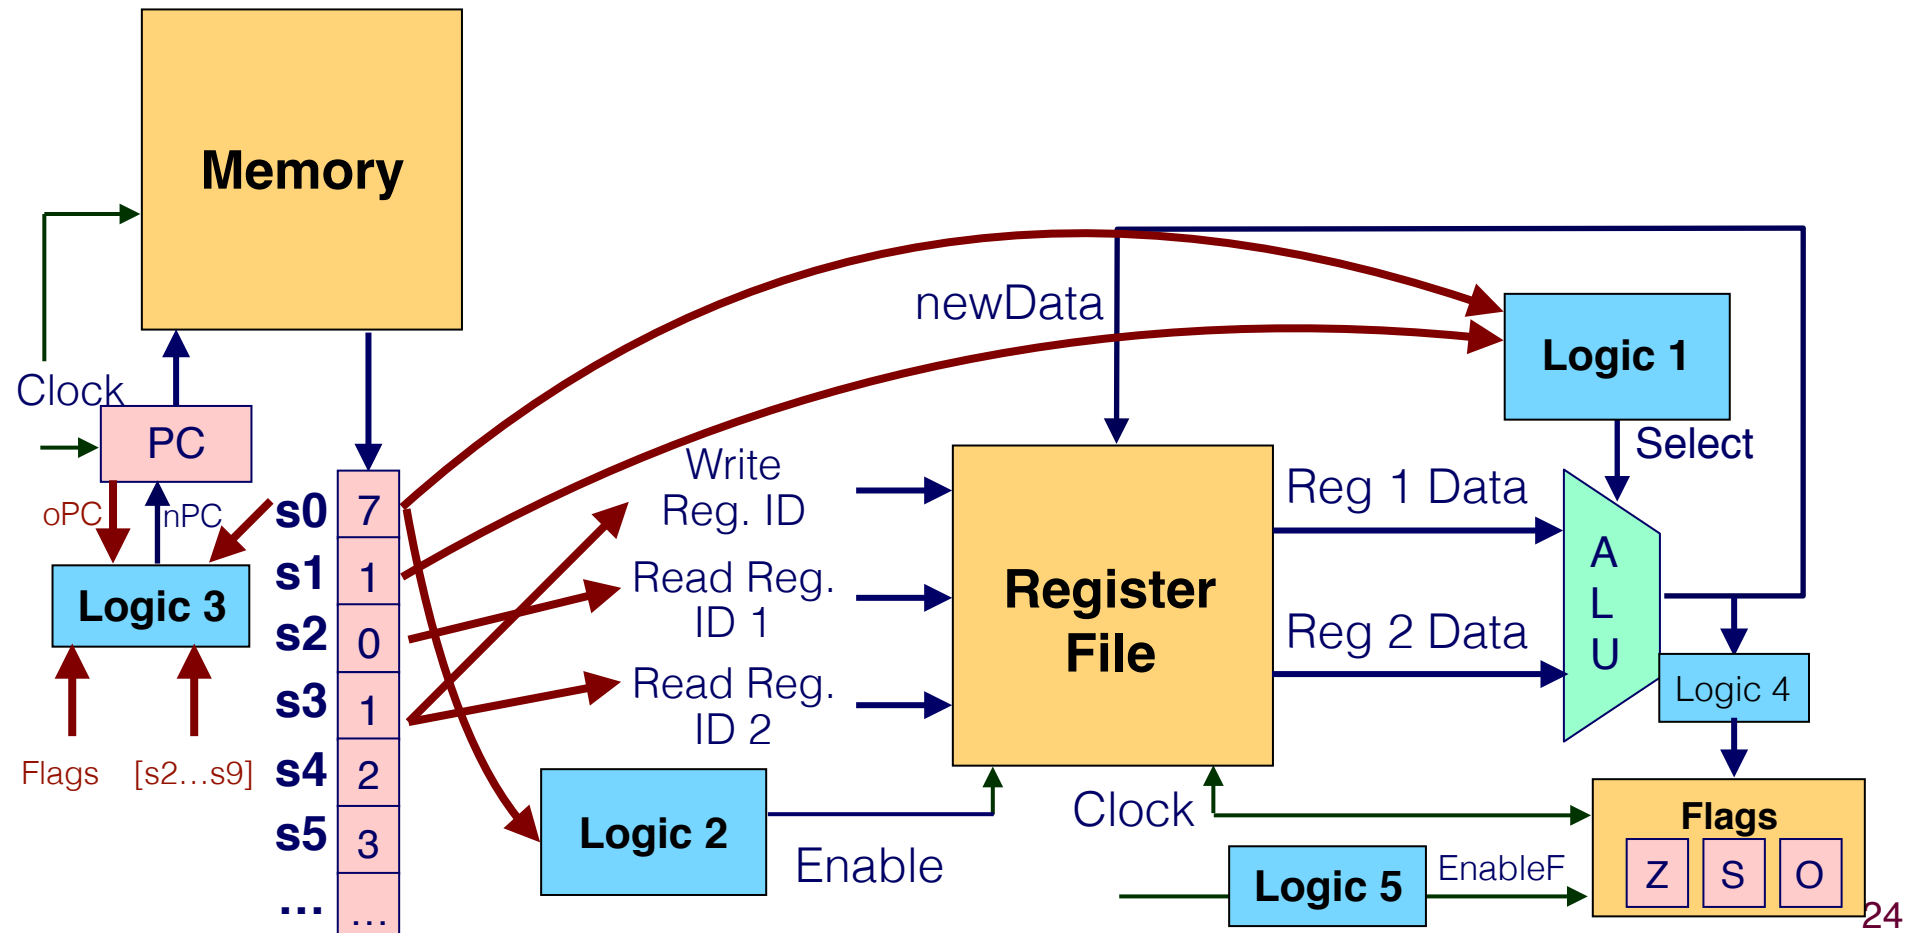 Memory
newData
Logic 1
Clock
PC
Select
Write
Reg. ID
Reg 1 Data
oPC
nPC
s0 7
s1 1
Read Reg.
ID 1
Register
File
A
L
U
Logic 3
s2 0
Reg 2 Data
s3 1
Read Reg.
ID 2
Logic 4
Flags
[s2...s9]
s4 2
Clock
Flags
s5 3
Logic 2
Enable
Logic 5
EnableF
Z S O
... ...
24